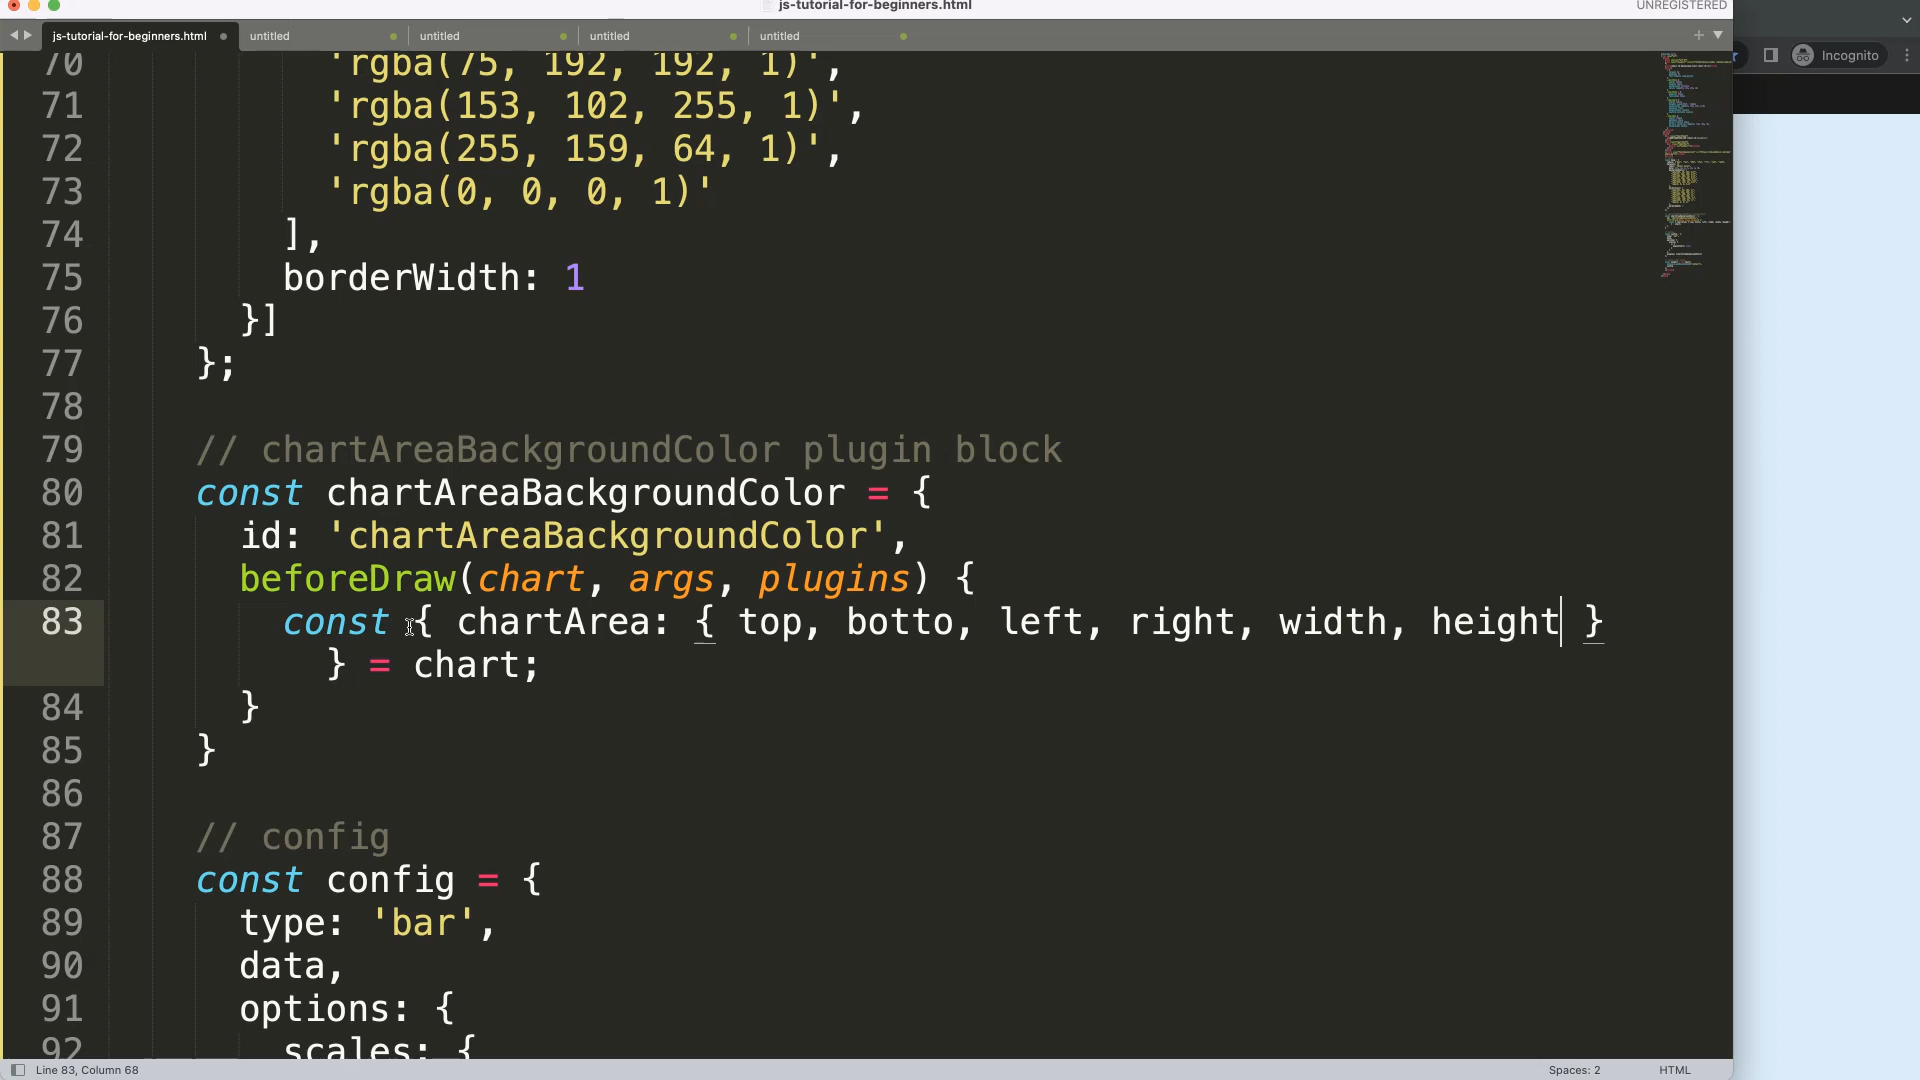 js-tutorial-for-beginners.html
UNREGISTERED
js-tutorial-for-beginners.html untitled untitled untitled untitled
Incognito
70 'rgba(75, 192, 192, 1)',
71 'rgba(153, 102, 255, 1)',
72 'rgba(255, 159, 64, 1)',
73 'rgba(0, 0, 0, 1)'
74 ],
75 borderWidth: 1
76 }]
77 };
78
79 // chartAreaBackgroundColor plugin block
80 const chartAreaBackgroundColor = {
81 id: 'chartAreaBackgroundColor',
82 beforeDraw(chart, args, plugins) {
83 const { chartArea: { top, botto, left, right, width, height }
} = chart;
84 }
85 }
86
87 // config
88 const config = {
89 type: 'bar',
90 data,
91 options: {
92 scales: {
Line 83, Column 68
Spaces: 2
HTML